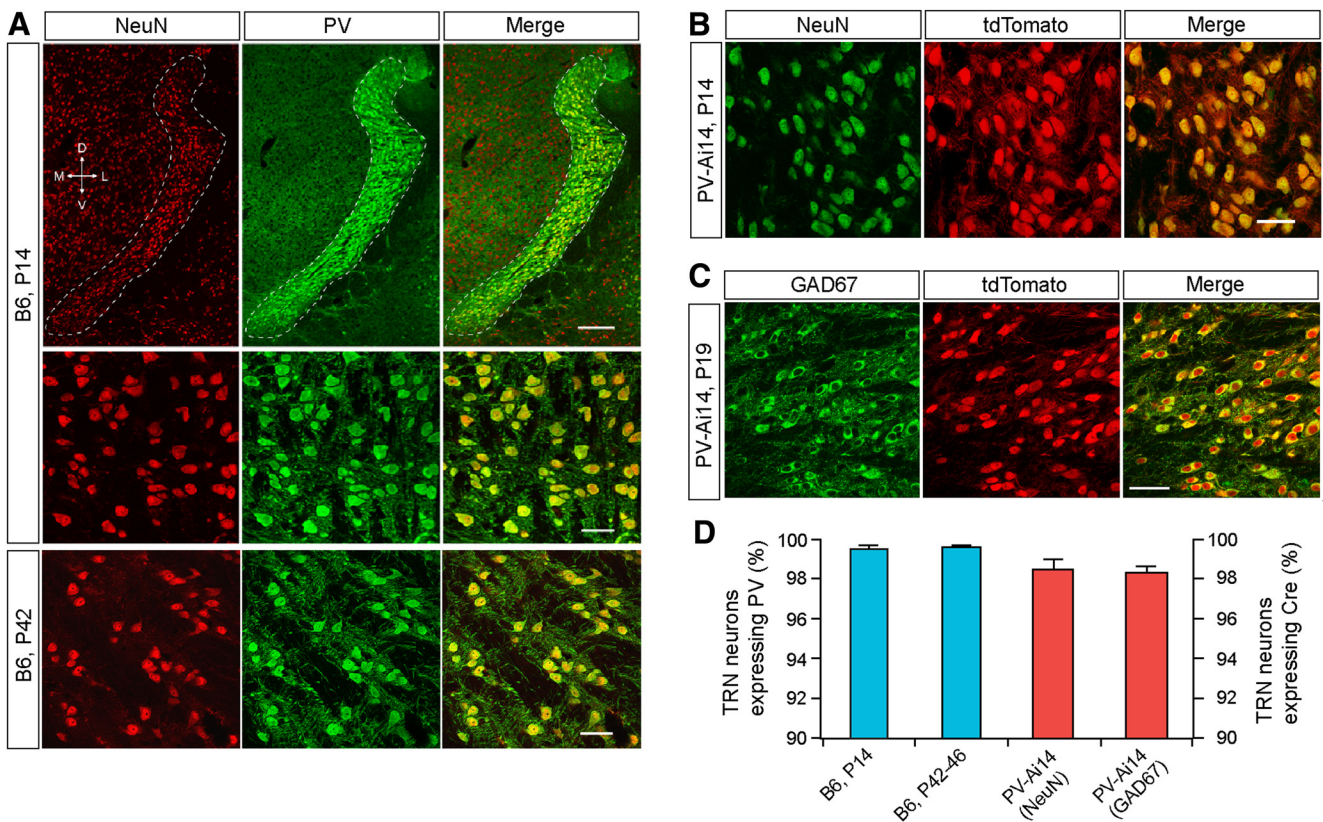 A
NeuN
PV
Merge
B6, P14
D
M
L
V
B6, P42
B
NeuN
tdTomato
Merge
PV-Ai14, P14
C
GAD67
tdTomato
Merge
PV-Ai14, P19
D
TRN neurons
expressing PV (%)
100
98
96
94
92
90
100
98
96
94
92
90
TRN neurons
expressing Cre (%)
B6, P14
B6, P42-46
PV-Ai14
(NeuN)
PV-Ai14
(GAD67)